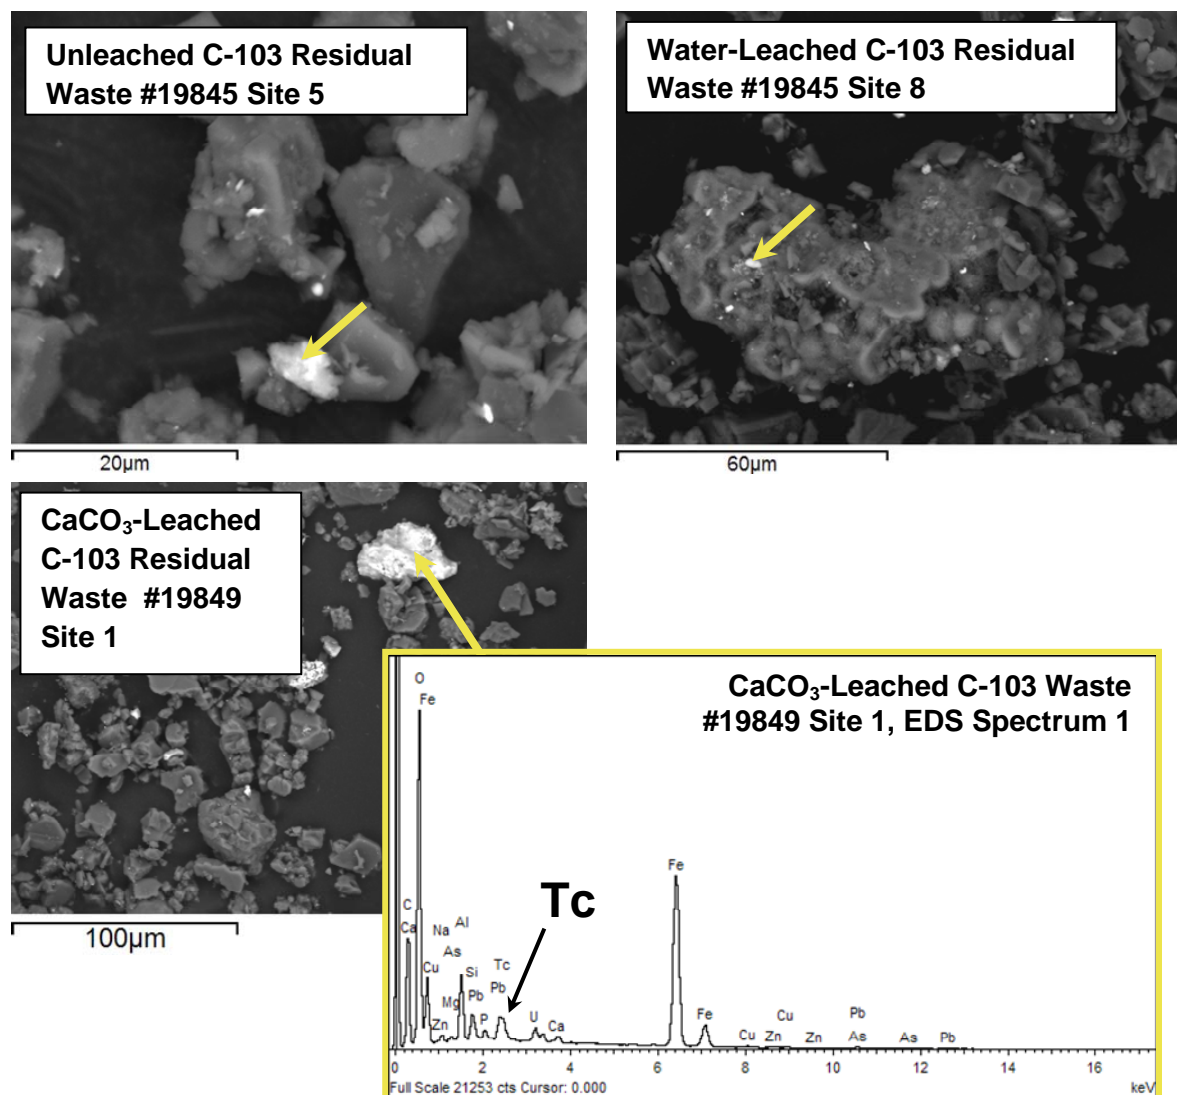 Unleached C-103 Residual
Waste #19845 Site 5
20µm
Water-Leached C-103 Residual
Waste #19845 Site 8
60µm
CaCO₃-Leached
C-103 Residual
Waste #19849
Site 1
100µm
CaCO₃-Leached C-103 Waste
#19849 Site 1, EDS Spectrum 1
Tc
O
Fe
C
Ca
Cu
Na
Zn
Mg
As
Al
Si
Pb
P
Tc
Pb
U
Ca
Fe
Fe
Cu
Zn
Cu
Zn
Pb
As
As
Pb
0 2 4 6 8 10 12 14 16
Full Scale 21253 cts Cursor: 0.000 keV